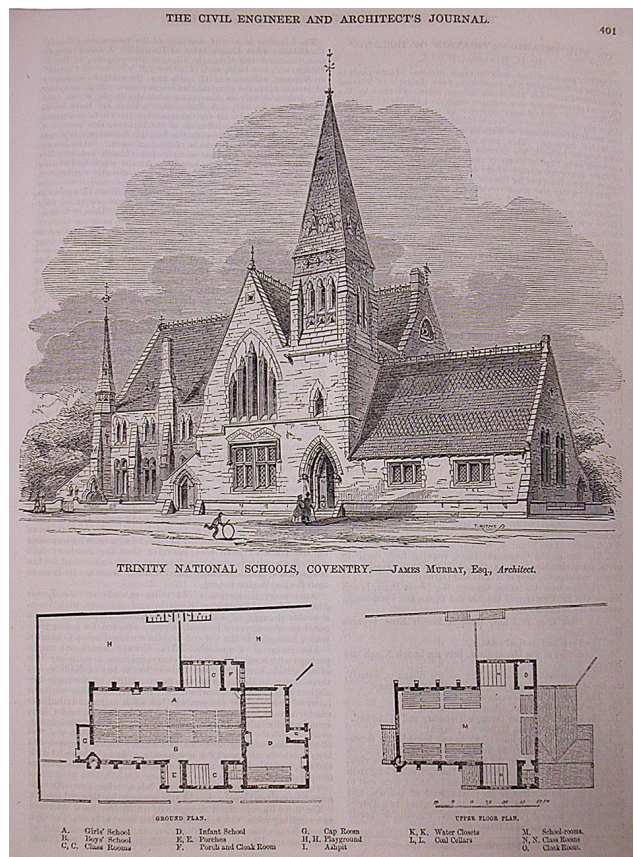 THE CIVIL ENGINEER AND ARCHITECT'S JOURNAL.
401
TRINITY NATIONAL SCHOOLS, COVENTRY.—JAMES MURRAY, ESQ., Architect.
H
H
C
F
A
G
D
B
E
C
GROUND PLAN.
M
O
N
N
UPPER FLOOR PLAN.
A. Girls' School
B. Boys' School
C, C. Class Rooms
D. Infant School
E, E. Porches
F. Porch and Cloak Room
G. Cap Room
H, H. Playground
I. Ashpit
K, K. Water Closets
L, L. Coal Cellars
M. School-rooms.
N, N. Class Rooms
O. Cloak Room.